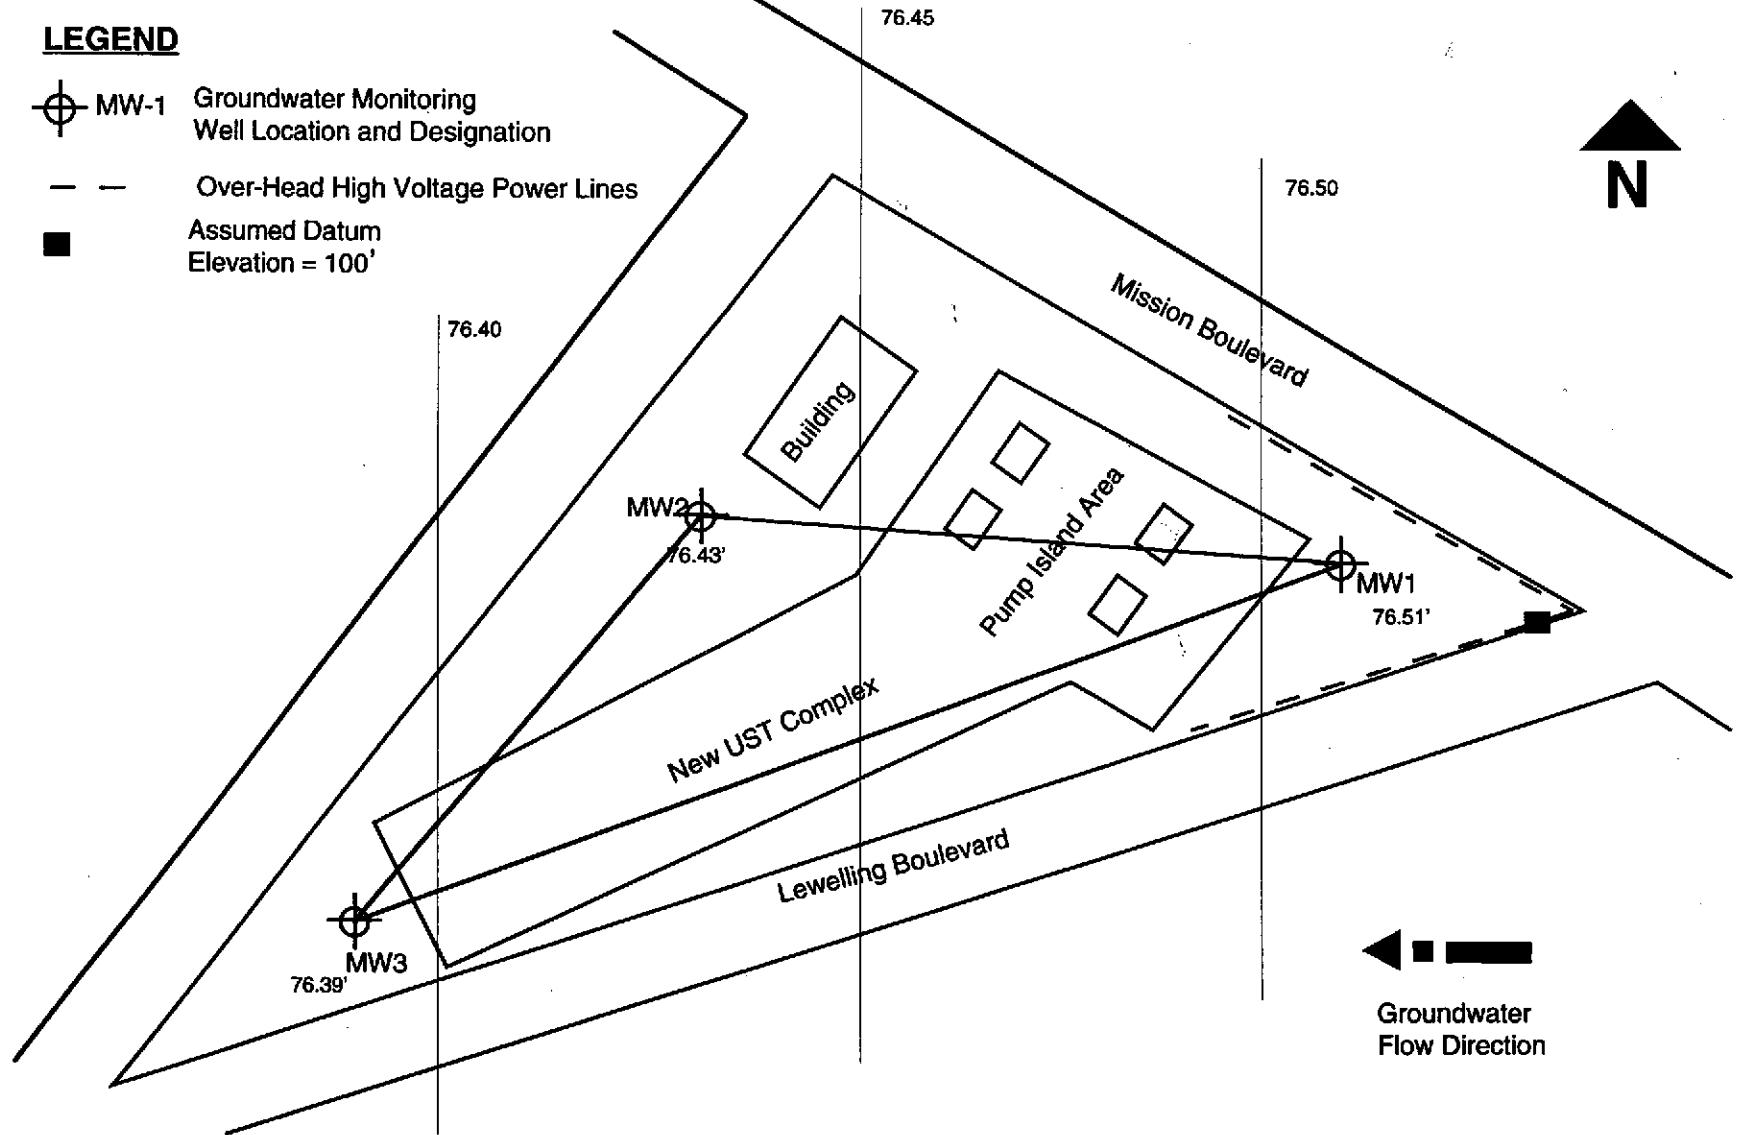 LEGEND
MW-1
Groundwater Monitoring
Well Location and Designation
Over-Head High Voltage Power Lines
Assumed Datum
Elevation = 100'
76.45
76.50
N
76.40
Mission Boulevard
Building
MW2
76.43'
Pump Island Area
MW1
76.51'
New UST Complex
Lewelling Boulevard
MW3
76.39'
Groundwater
Flow Direction